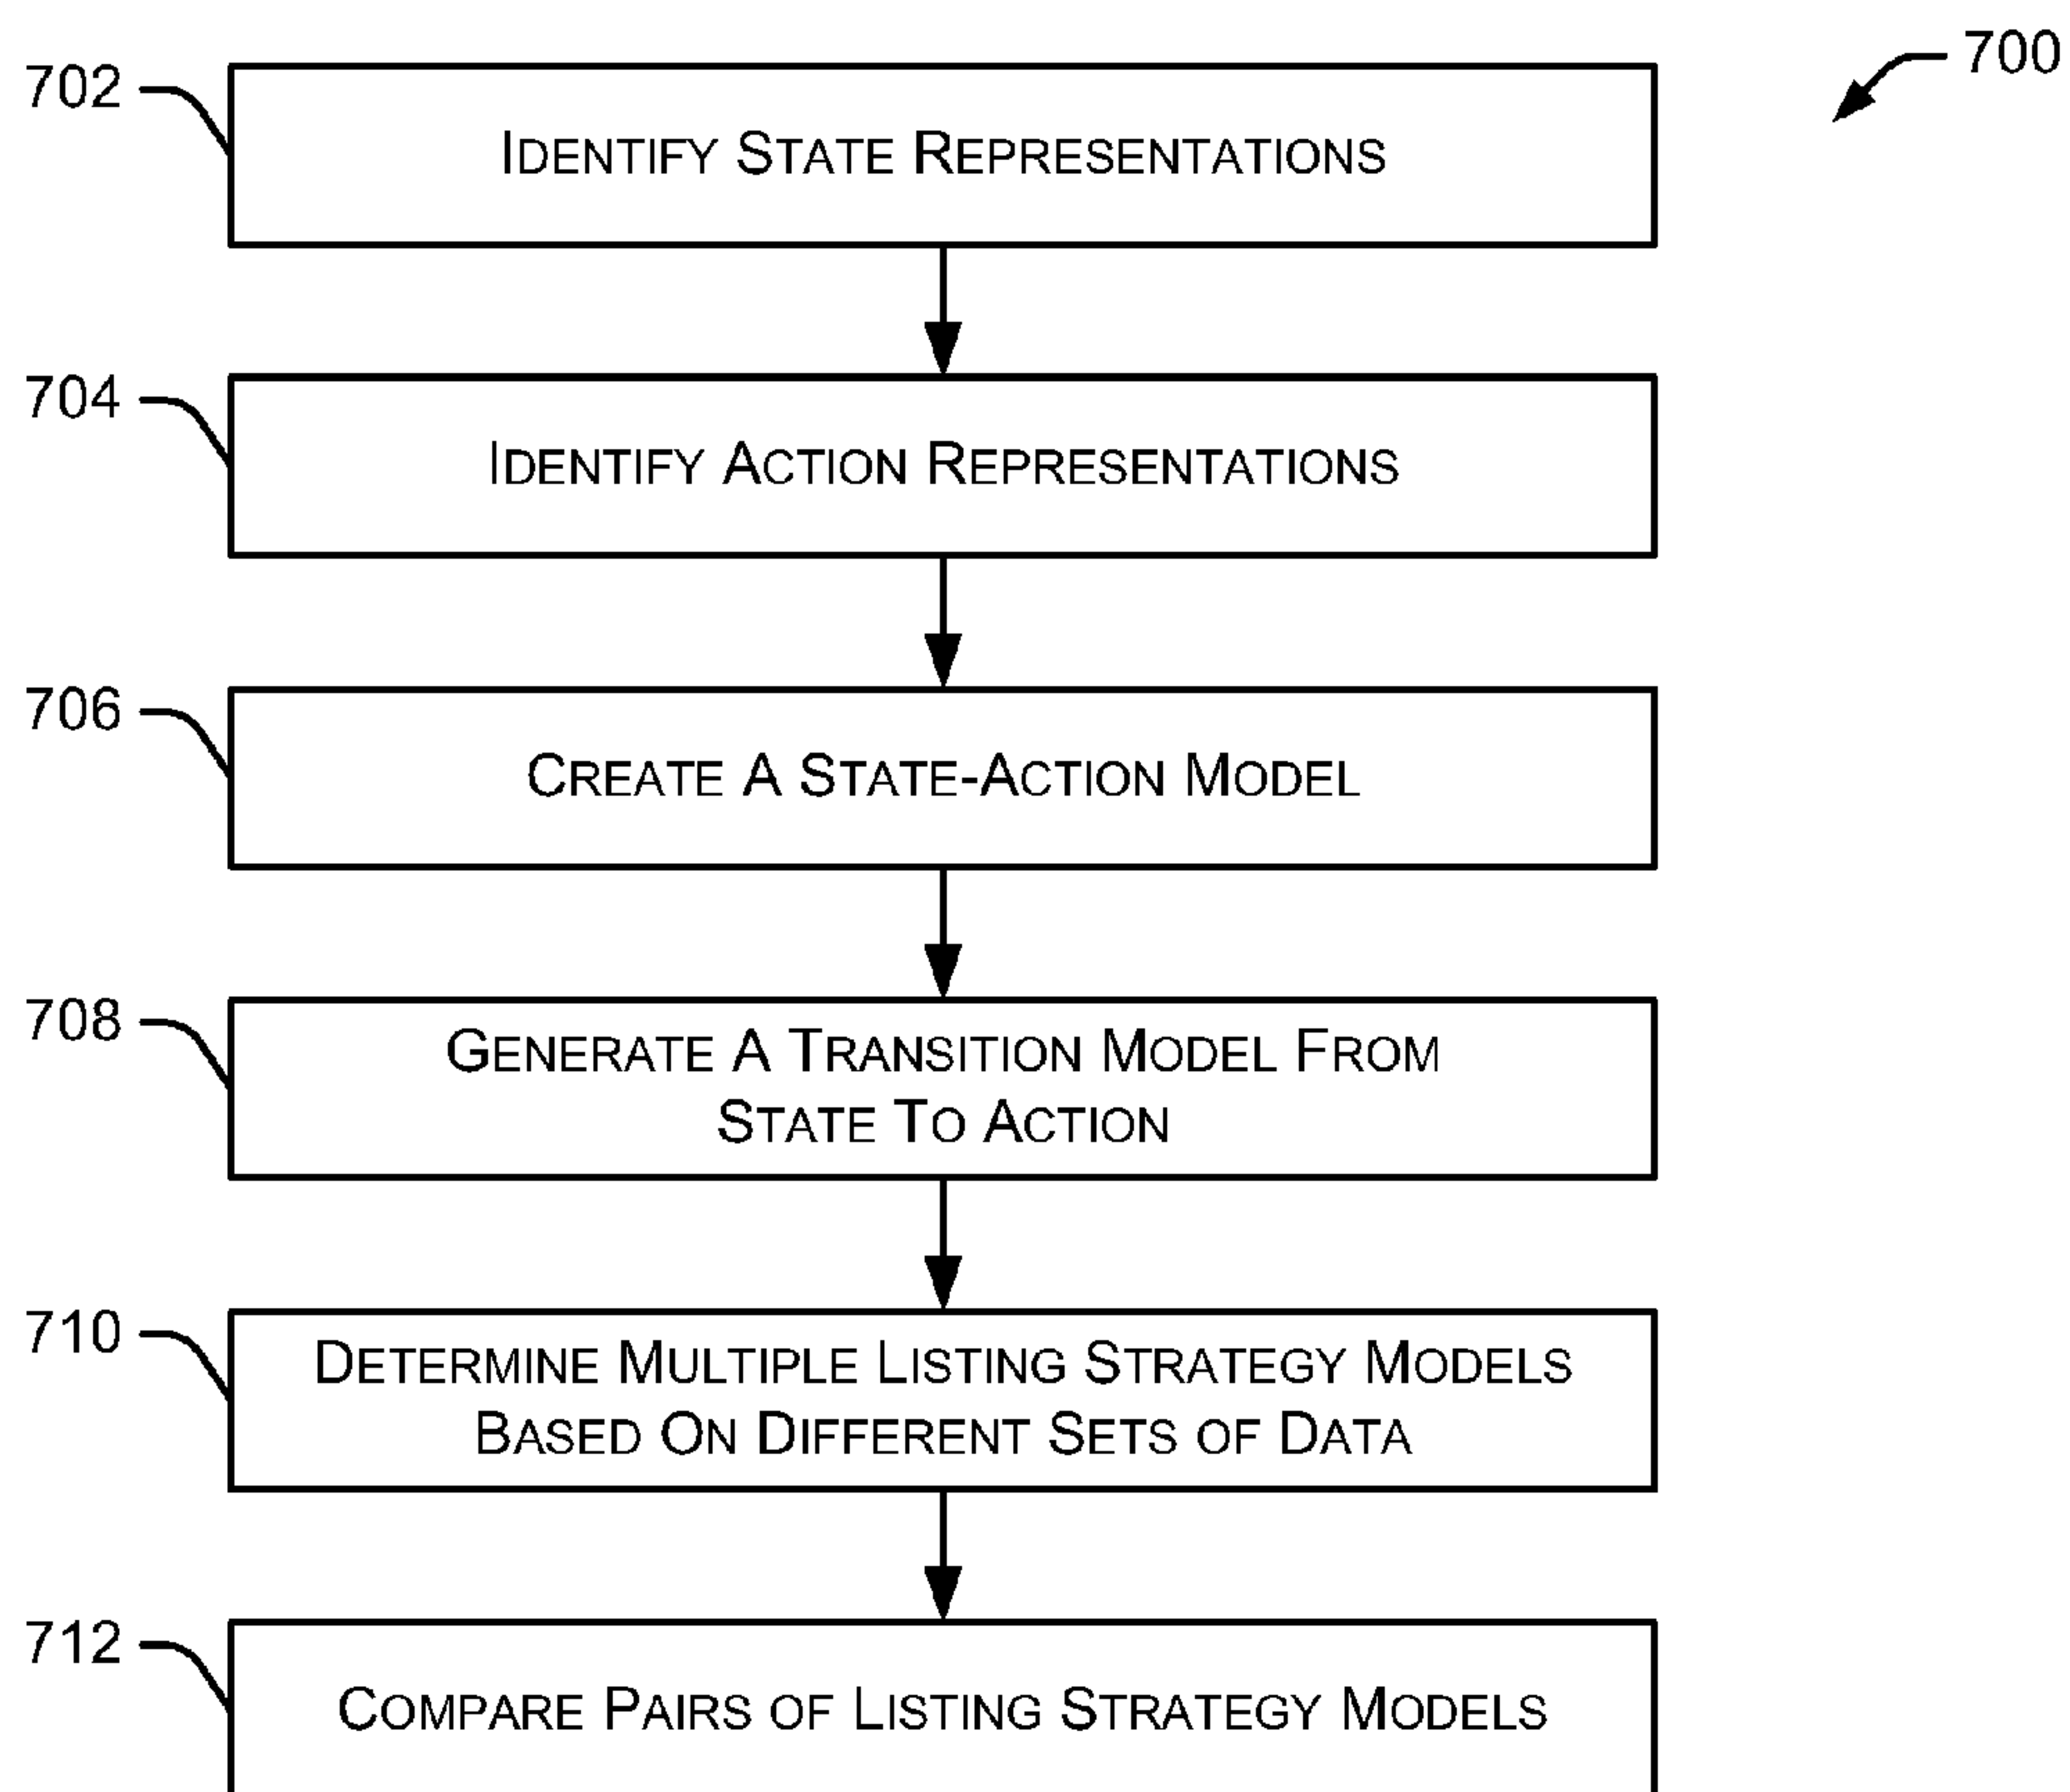 700
702
IDENTIFY STATE REPRESENTATIONS
704
IDENTIFY ACTION REPRESENTATIONS
706
CREATE A STATE-ACTION MODEL
708
GENERATE A TRANSITION MODEL FROM
STATE TO ACTION
710
DETERMINE MULTIPLE LISTING STRATEGY MODELS
BASED ON DIFFERENT SETS OF DATA
712
COMPARE PAIRS OF LISTING STRATEGY MODELS